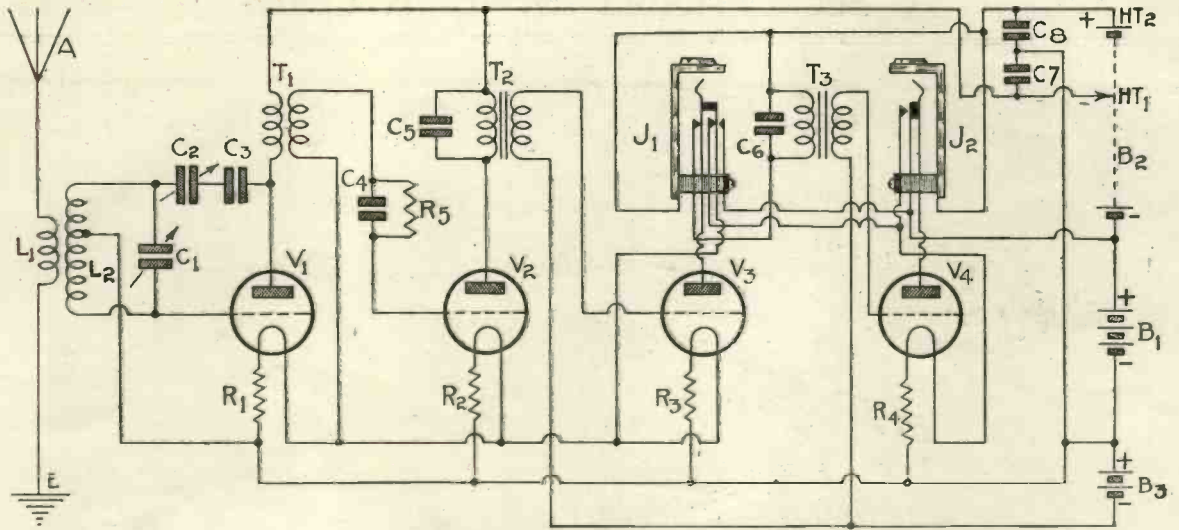 A
L1
L2
C2
C3
C1
T1
V1
R1
E
C4
R5
C5
T2
V2
R2
J1
C6
T3
V3
R3
J2
V4
R4
C8
C7
+ HT2
HT1
B2
-
+
B1
-
+
B3
-